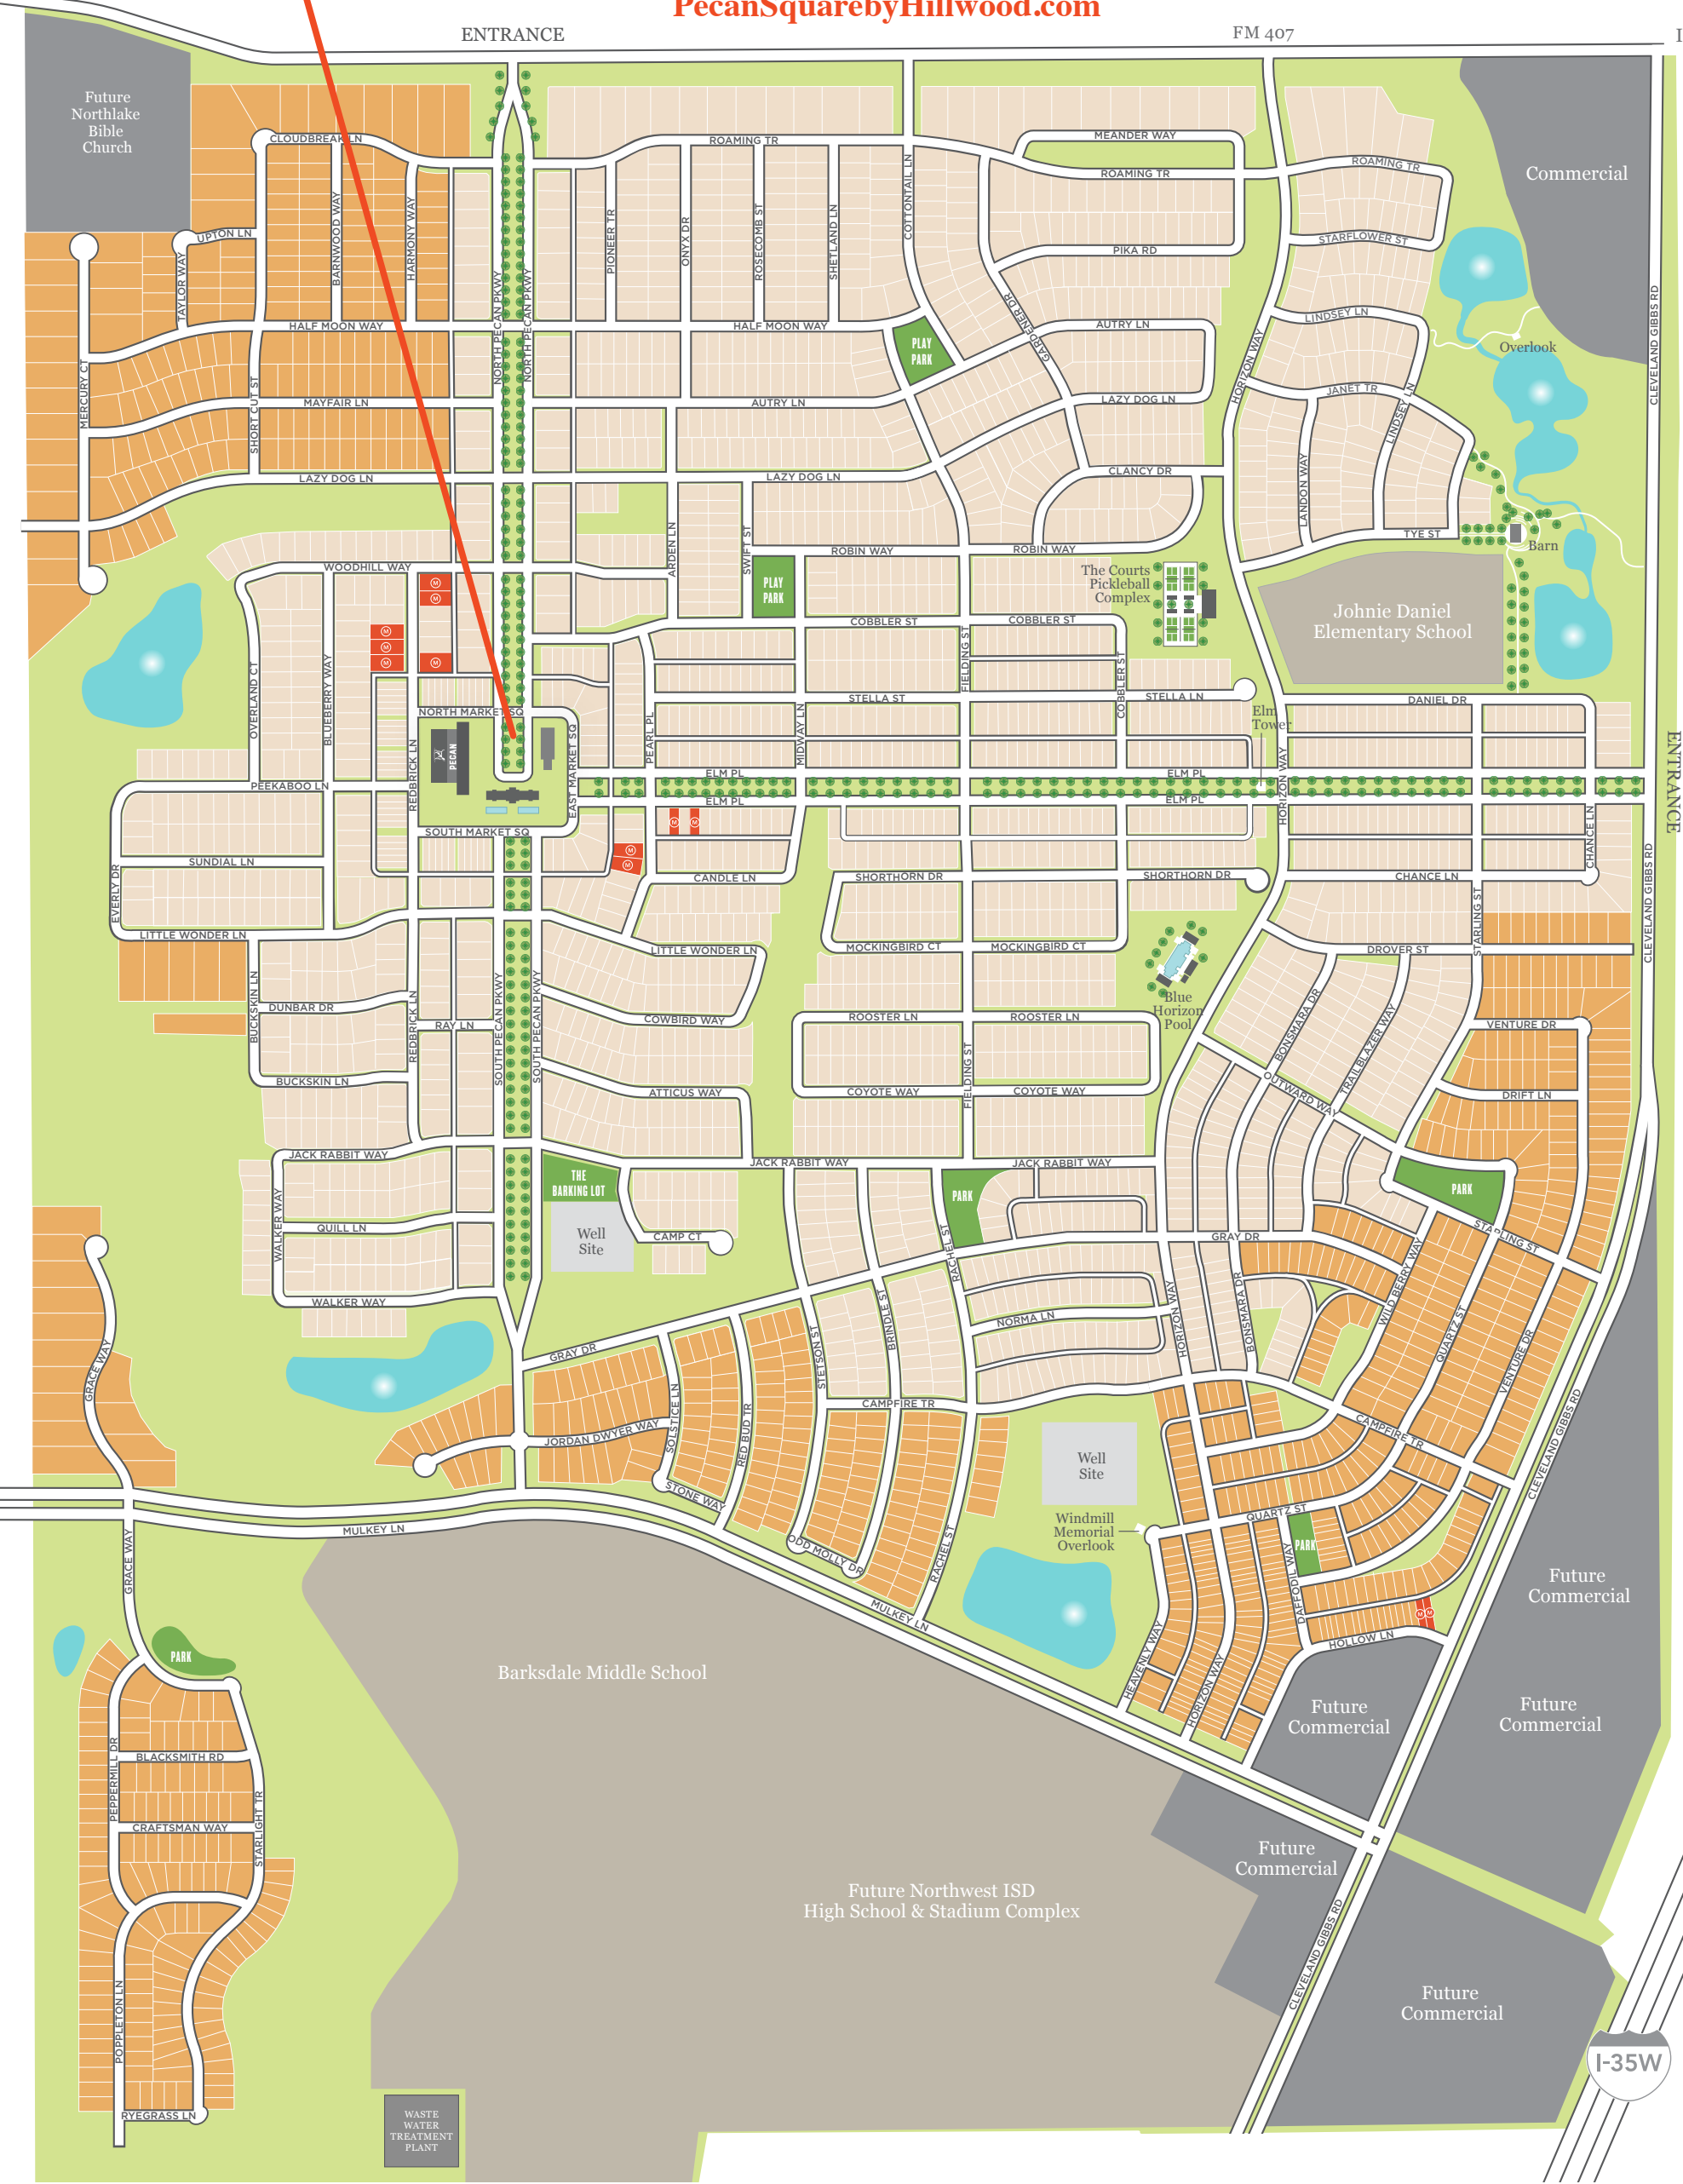 PecanSquarebyHillwood.com
ENTRANCE
FM 407
I
Future
Northlake
Bible
Church
CLOUDBREAK LN
ROAMING TR
MEANDER WAY
ROAMING TR
ROAMING TR
Commercial
UPTON LN
TAYLOR WAY
BARNWOOD WAY
HARMONY WAY
NORTH PECAN PKWY
NORTH PECAN PKWY
PIONEER TR
ONYX DR
ROSECOMB ST
SHETLAND LN
COTTONTAIL LN
PIKA RD
STARFLOWER ST
GARDENER DR
HALF MOON WAY
HALF MOON WAY
PLAY
PARK
AUTRY LN
LINDSEY LN
Overlook
CLEVELAND GIBBS RD
MERCURY CT
SHORT CUT ST
MAYFAIR LN
AUTRY LN
LAZY DOG LN
HORIZON WAY
JANET TR
LINDSEY LN
LANDON WAY
LAZY DOG LN
LAZY DOG LN
CLANCY DR
ARDEN LN
SWIFT ST
ROBIN WAY
ROBIN WAY
TYE ST
Barn
WOODHILL WAY
M
M
M
M
M
M
PLAY
PARK
The Courts
Pickleball
Complex
Johnie Daniel
Elementary School
COBBLER ST
COBBLER ST
FIELDING ST
COBBLER ST
OVERLAND CT
BLUEBERRY WAY
NORTH MARKET SQ
STELLA ST
STELLA LN
DANIEL DR
Elm
Tower
PECAN
REDBRICK LN
EAST MARKET SQ
PEARL PL
MIDWAY LN
HORIZON WAY
ENTRANCE
PEEKABOO LN
ELM PL
ELM PL
ELM PL
ELM PL
SOUTH MARKET SQ
M
M
M
M
CHANCE LN
SUNDIAL LN
EVERLY DR
CANDLE LN
SHORTHORN DR
SHORTHORN DR
CHANCE LN
CLEVELAND GIBBS RD
LITTLE WONDER LN
LITTLE WONDER LN
MOCKINGBIRD CT
MOCKINGBIRD CT
DROVER ST
STARLING ST
BUCKSKIN LN
DUNBAR DR
REDBRICK LN
RAY LN
SOUTH PECAN PKWY
SOUTH PECAN PKWY
COWBIRD WAY
ROOSTER LN
ROOSTER LN
Blue
Horizon
Pool
BONSMARA DR
TRAILBLAZER WAY
VENTURE DR
BUCKSKIN LN
ATTICUS WAY
COYOTE WAY
COYOTE WAY
FIELDING ST
OUTWARD WAY
DRIFT LN
JACK RABBIT WAY
JACK RABBIT WAY
JACK RABBIT WAY
THE
BARKING LOT
PARK
PARK
WALKER WAY
QUILL LN
Well
Site
CAMP CT
RACHEL ST
GRAY DR
STARLING ST
WALKER WAY
GRAY DR
STETSON ST
BRINDLE ST
NORMA LN
HORIZON WAY
BONSMARA DR
WILD BERRY WAY
QUARTZ ST
VENTURE DR
GRACE WAY
JORDAN DWYER WAY
SOLSTICE LN
RED BUD TR
CAMPFIRE TR
CAMPFIRE TR
CLEVELAND GIBBS RD
Well
Site
STONE WAY
QUARTZ ST
Windmill
Memorial
Overlook
PARK
MULKEY LN
GRACE WAY
ODD MOLLY DR
RACHEL ST
MULKEY LN
DAFFODIL WAY
Future
Commercial
M
M
HOLLOW LN
HEAVENLY WAY
HORIZON WAY
PARK
Barksdale Middle School
Future
Commercial
Future
Commercial
PEPPERMILL DR
BLACKSMITH RD
CRAFTSMAN WAY
STARLIGHT TR
Future
Commercial
Future Northwest ISD
High School & Stadium Complex
CLEVELAND GIBBS RD
Future
Commercial
POPPLETON LN
I-35W
RYEGRASS LN
WASTE
WATER
TREATMENT
PLANT